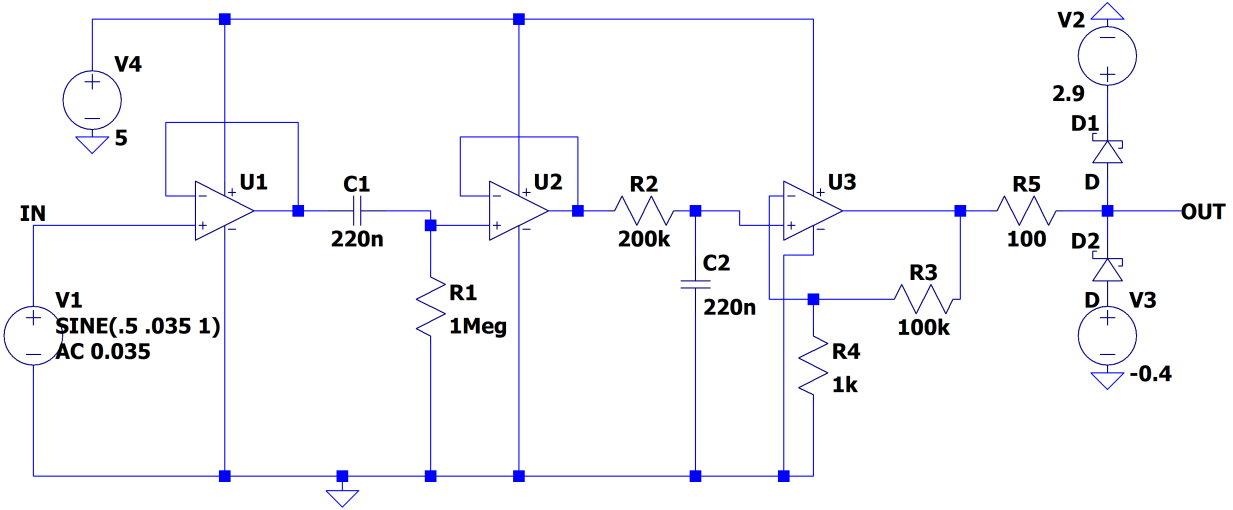 V2
−
+
2.9
V4
+
−
5
D1
D
U1
−
+
+
−
C1
220n
U2
−
+
+
−
R2
200k
U3
−
+
+
−
R5
100
OUT
IN
D2
D
C2
220n
R3
100k
V1
+
−
SINE(.5 .035 1)
AC 0.035
R1
1Meg
V3
+
−
-0.4
R4
1k